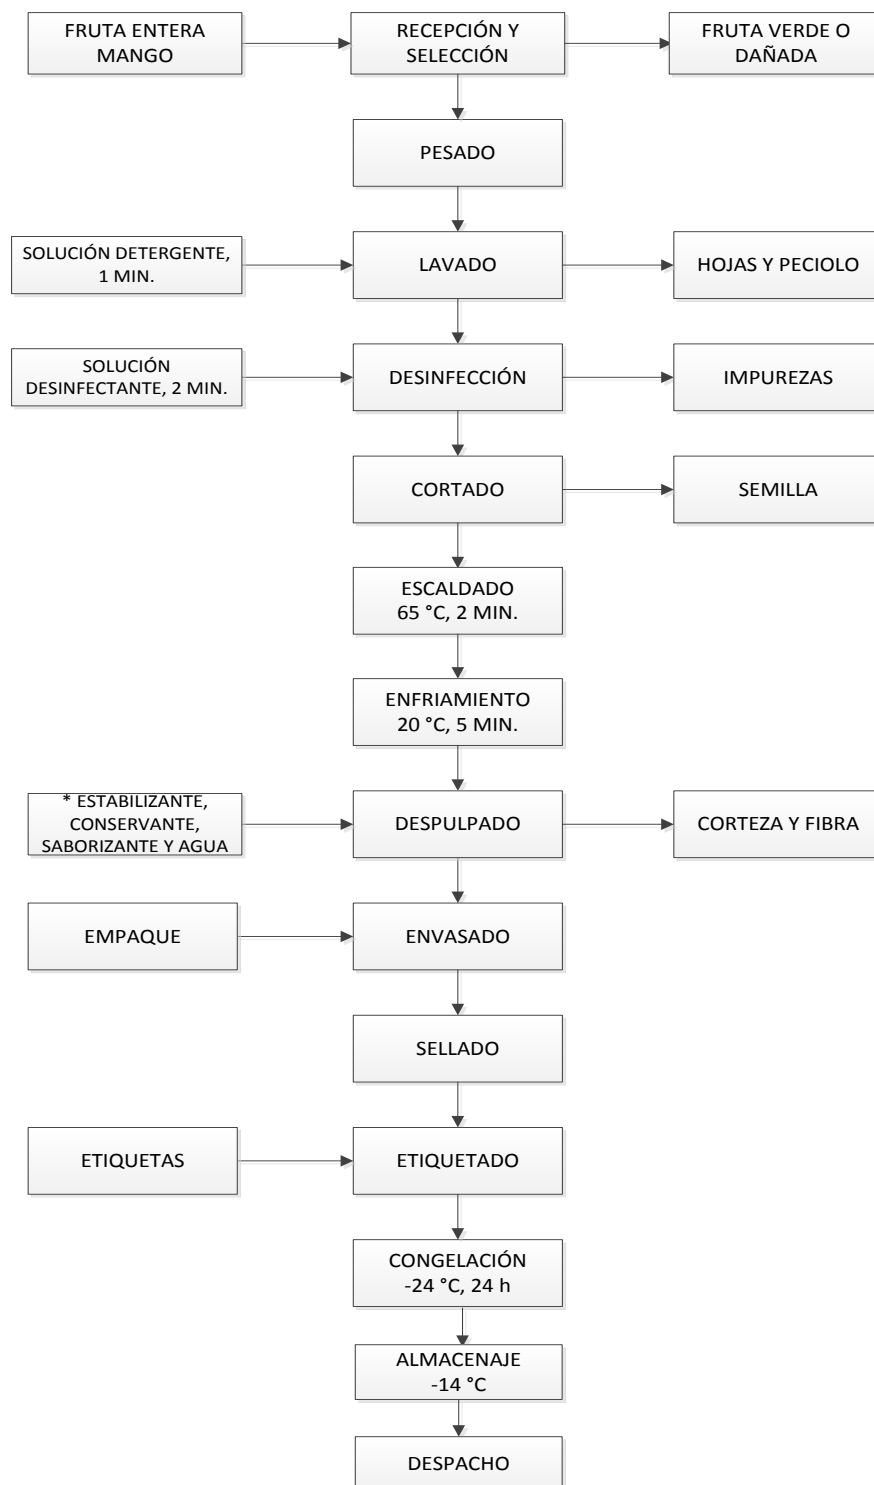 FRUTA ENTERA
MANGO
RECEPCIÓN Y
SELECCIÓN
FRUTA VERDE O
DAÑADA
PESADO
SOLUCIÓN DETERGENTE,
1 MIN.
LAVADO
HOJAS Y PECIOLO
SOLUCIÓN
DESINFECTANTE, 2 MIN.
DESINFECCIÓN
IMPUREZAS
CORTADO
SEMILLA
ESCALDADO
65 °C, 2 MIN.
ENFRIAMIENTO
20 °C, 5 MIN.
* ESTABILIZANTE,
CONSERVANTE,
SABORIZANTE Y AGUA
DESPULPADO
CORTEZA Y FIBRA
EMPAQUE
ENVASADO
SELLADO
ETIQUETAS
ETIQUETADO
CONGELACIÓN
-24 °C, 24 h
ALMACENAJE
-14 °C
DESPACHO